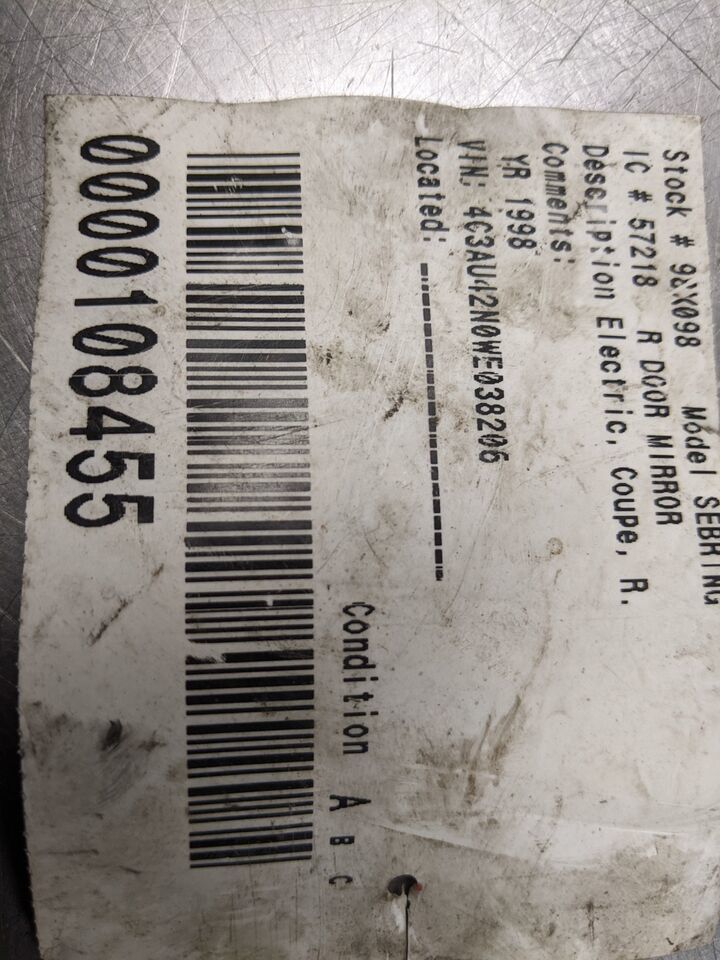 Stock # 98X098 Model SEBRING
IC # 57218 R DOOR MIRROR
Description Electric, Coupe, R.
Comments:
YR 1998
VIN: 4C3AU42N0WE038206
Located: ____________________
Condition A B C
0000108455